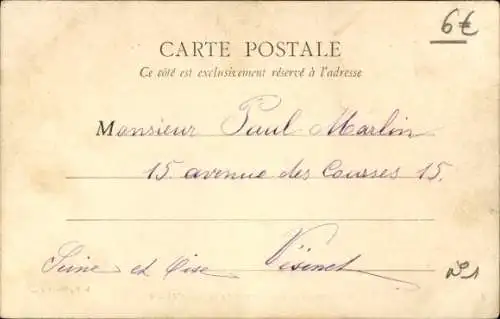 6€
CARTE POSTALE
Ce côté est exclusivement réservé à l'adresse
Monsieur Paul Marlin
15. avenue des Courses 15.
Seine et Oise Vésinet